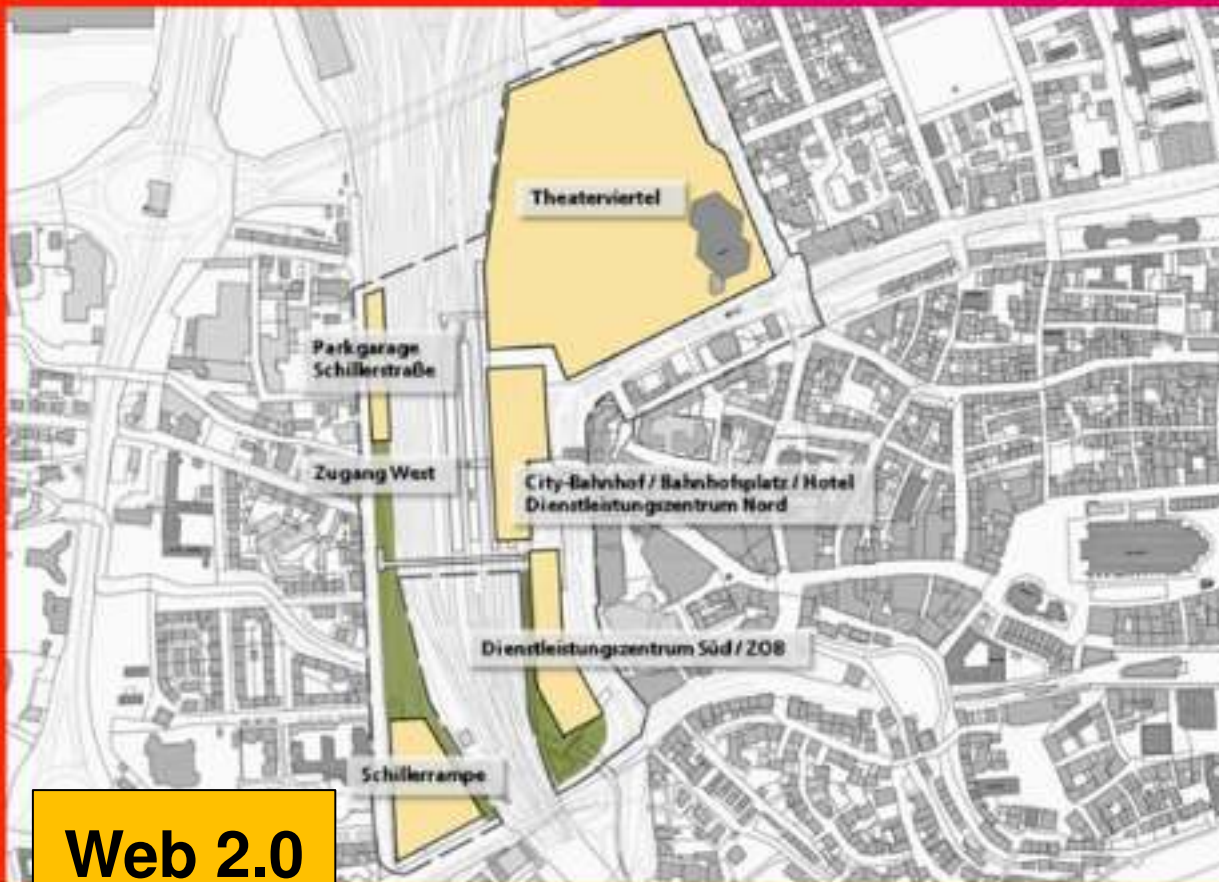 Theaterviertel
Parkgarage
Schillerstraße
Zugang West
City-Bahnhof / Bahnhofsplatz / Hotel
Dienstleistungszentrum Nord
Dienstleistungszentrum Süd / ZOB
Schillerrampe
Web 2.0